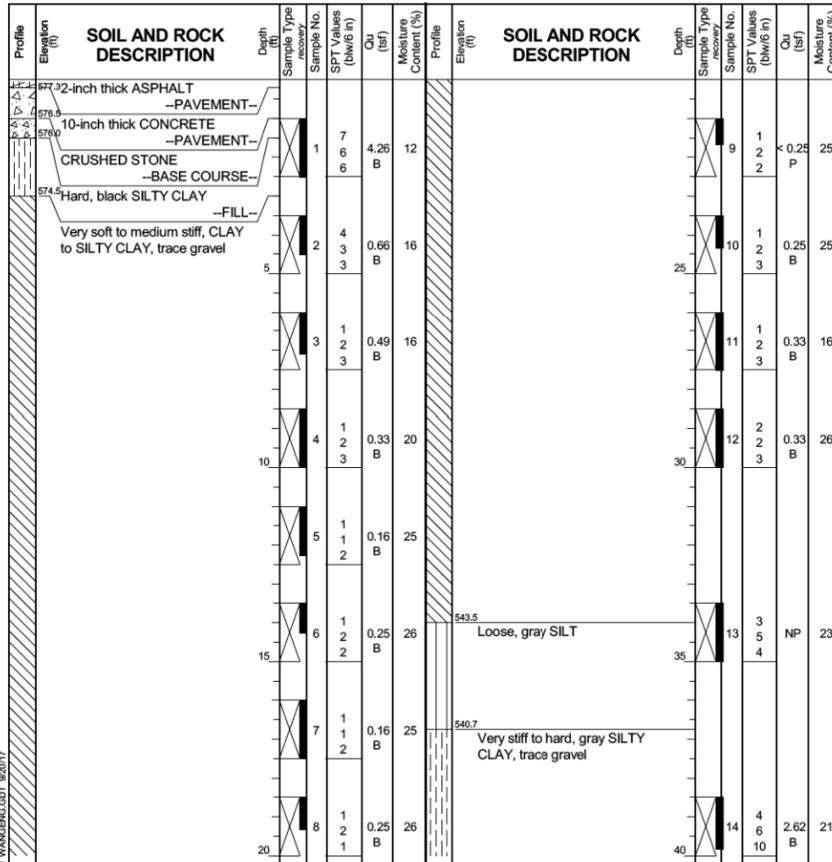 Profile
Elevation (ft)
SOIL AND ROCK DESCRIPTION
Depth (ft)
Sample Type recovery
Sample No.
SPT Values (blw/6 in)
Qu (tsf)
Moisture Content (%)
577.3 2-inch thick ASPHALT
--PAVEMENT--
576.5
10-inch thick CONCRETE
576.0
--PAVEMENT--
CRUSHED STONE
--BASE COURSE--
574.5 Hard, black SILTY CLAY
--FILL--
Very soft to medium stiff, CLAY
to SILTY CLAY, trace gravel
1 7 6 6 4.26 B 12
2 4 3 3 0.66 B 16
5
3 1 2 3 0.49 B 16
4 1 2 3 0.33 B 20
10
5 1 1 2 0.16 B 25
6 1 2 2 0.25 B 26
15
7 1 1 2 0.16 B 25
8 1 2 1 0.25 B 26
20
WANGENG.GDT 9/20/17
Profile
Elevation (ft)
SOIL AND ROCK DESCRIPTION
Depth (ft)
Sample Type recovery
Sample No.
SPT Values (blw/6 in)
Qu (tsf)
Moisture Content (%)
9 1 2 2 < 0.25 P 25
10 1 2 3 0.25 B 25
25
11 1 2 3 0.33 B 16
12 2 2 3 0.33 B 26
30
543.5
Loose, gray SILT
13 3 5 4 NP 23
35
540.7
Very stiff to hard, gray SILTY
CLAY, trace gravel
14 4 6 10 2.62 B 21
40